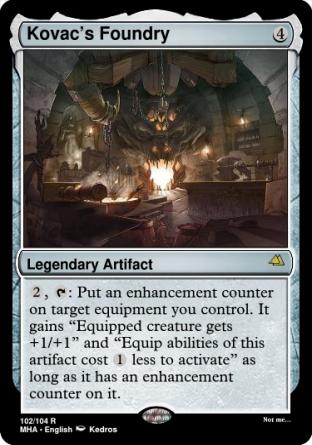 Kovac's Foundry 4
Legendary Artifact
2, : Put an enhancement counter
on target equipment you control. It
gains “Equipped creature gets
+1/+1” and “Equip abilities of this
artifact cost 1 less to activate” as
long as it has an enhancement
counter on it.
102/104 R
MHA • English Kedros
Not me...